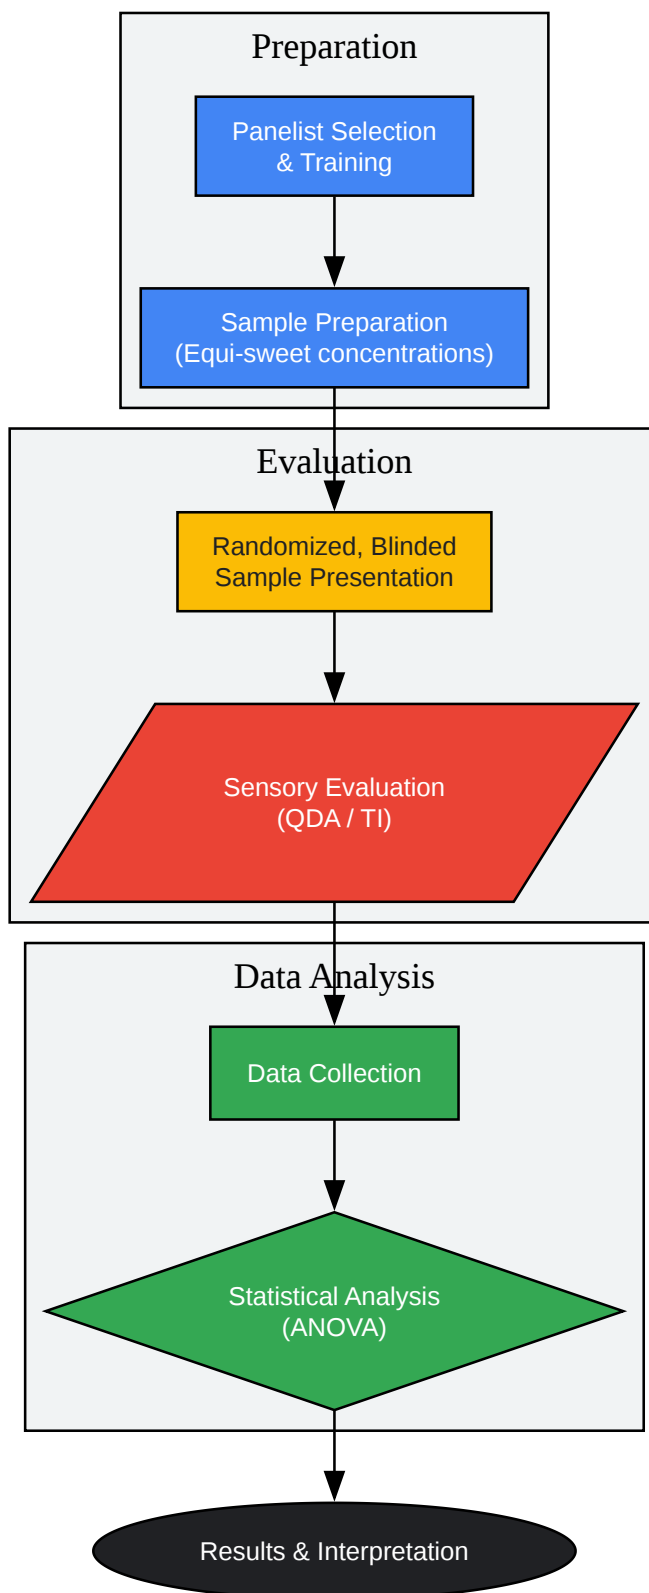 Preparation
Panelist Selection
& Training
Sample Preparation
(Equi-sweet concentrations)
Evaluation
Randomized, Blinded
Sample Presentation
Sensory Evaluation
(QDA / TI)
Data Analysis
Data Collection
Statistical Analysis
(ANOVA)
Results & Interpretation